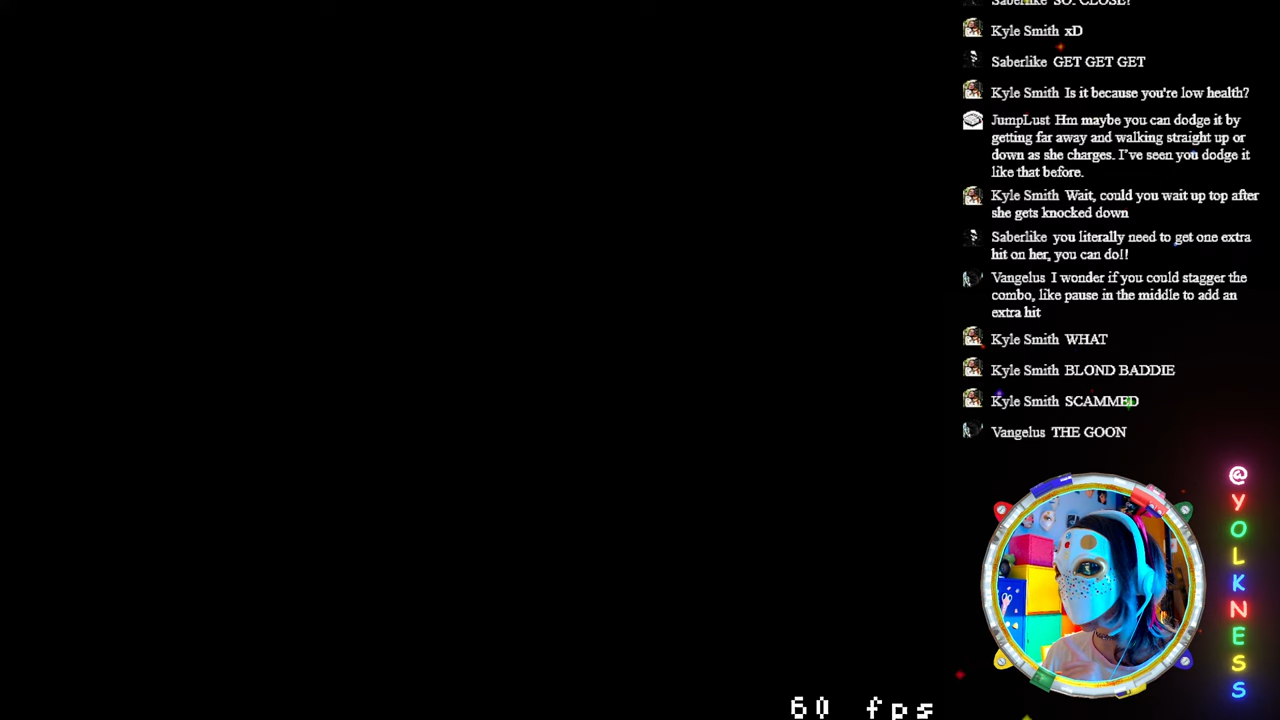 Saberlike SO. CLOSE?
Kyle Smith xD
Saberlike GET GET GET
Kyle Smith Is it because you're low health?
JumpLust Hm maybe you can dodge it by
getting far away and walking straight up or
down as she charges. I've seen you dodge it
like that before.
Kyle Smith Wait, could you wait up top after
she gets knocked down
Saberlike you literally need to get one extra
hit on her, you can do!!
Vangelus I wonder if you could stagger the
combo, like pause in the middle to add an
extra hit
Kyle Smith WHAT
Kyle Smith BLOND BADDIE
Kyle Smith SCAMMED
Vangelus THE GOON
@YOLKNESS
60 fps